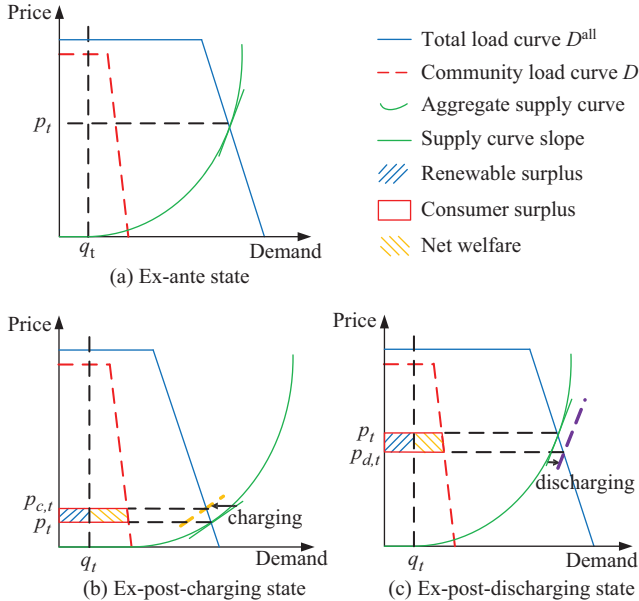 Price
p_t
q_t
Demand
(a) Ex-ante state
Total load curve D^all
Community load curve D
Aggregate supply curve
Supply curve slope
Renewable surplus
Consumer surplus
Net welfare
Price
p_{c,t}
p_t
charging
q_t
Demand
(b) Ex-post-charging state
Price
p_t
p_{d,t}
discharging
q_t
Demand
(c) Ex-post-discharging state